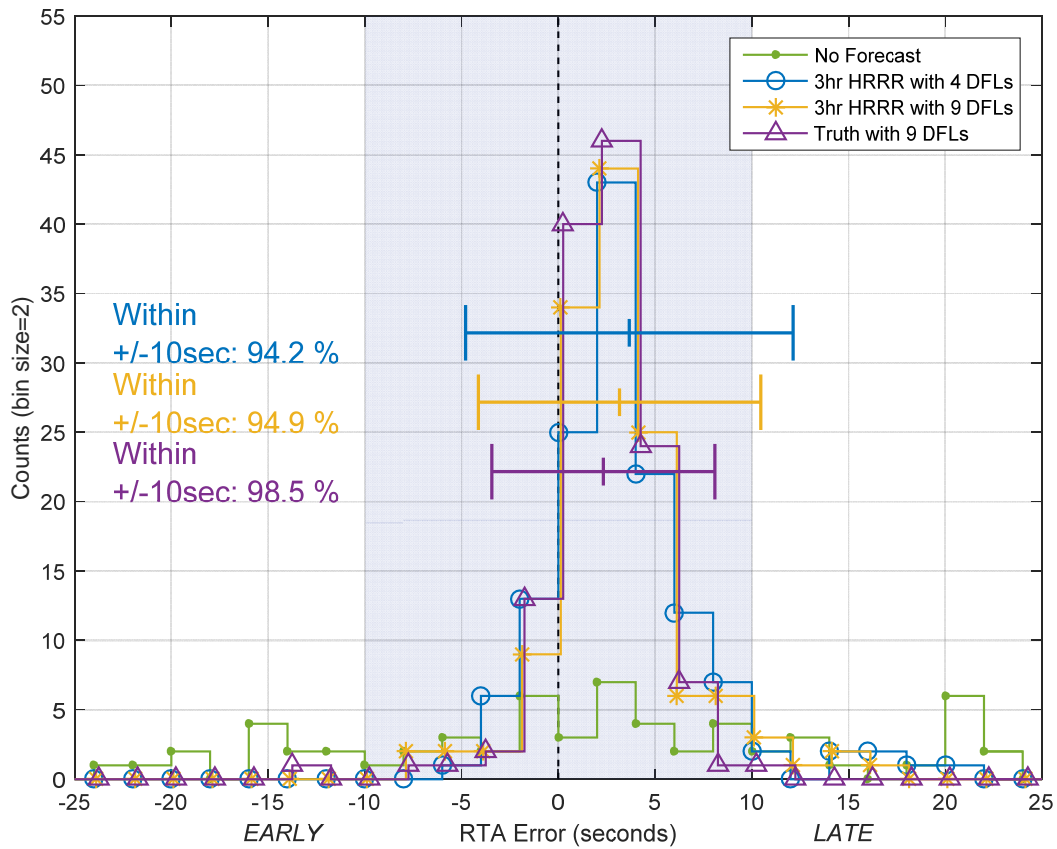 55
50
45
40
35
30
25
20
15
10
5
0
Counts (bin size=2)
No Forecast
3hr HRRR with 4 DFLs
3hr HRRR with 9 DFLs
Truth with 9 DFLs
Within
+/-10sec: 94.2 %
Within
+/-10sec: 94.9 %
Within
+/-10sec: 98.5 %
-25 -20 -15 -10 -5 0 5 10 15 20 25
EARLY RTA Error (seconds) LATE